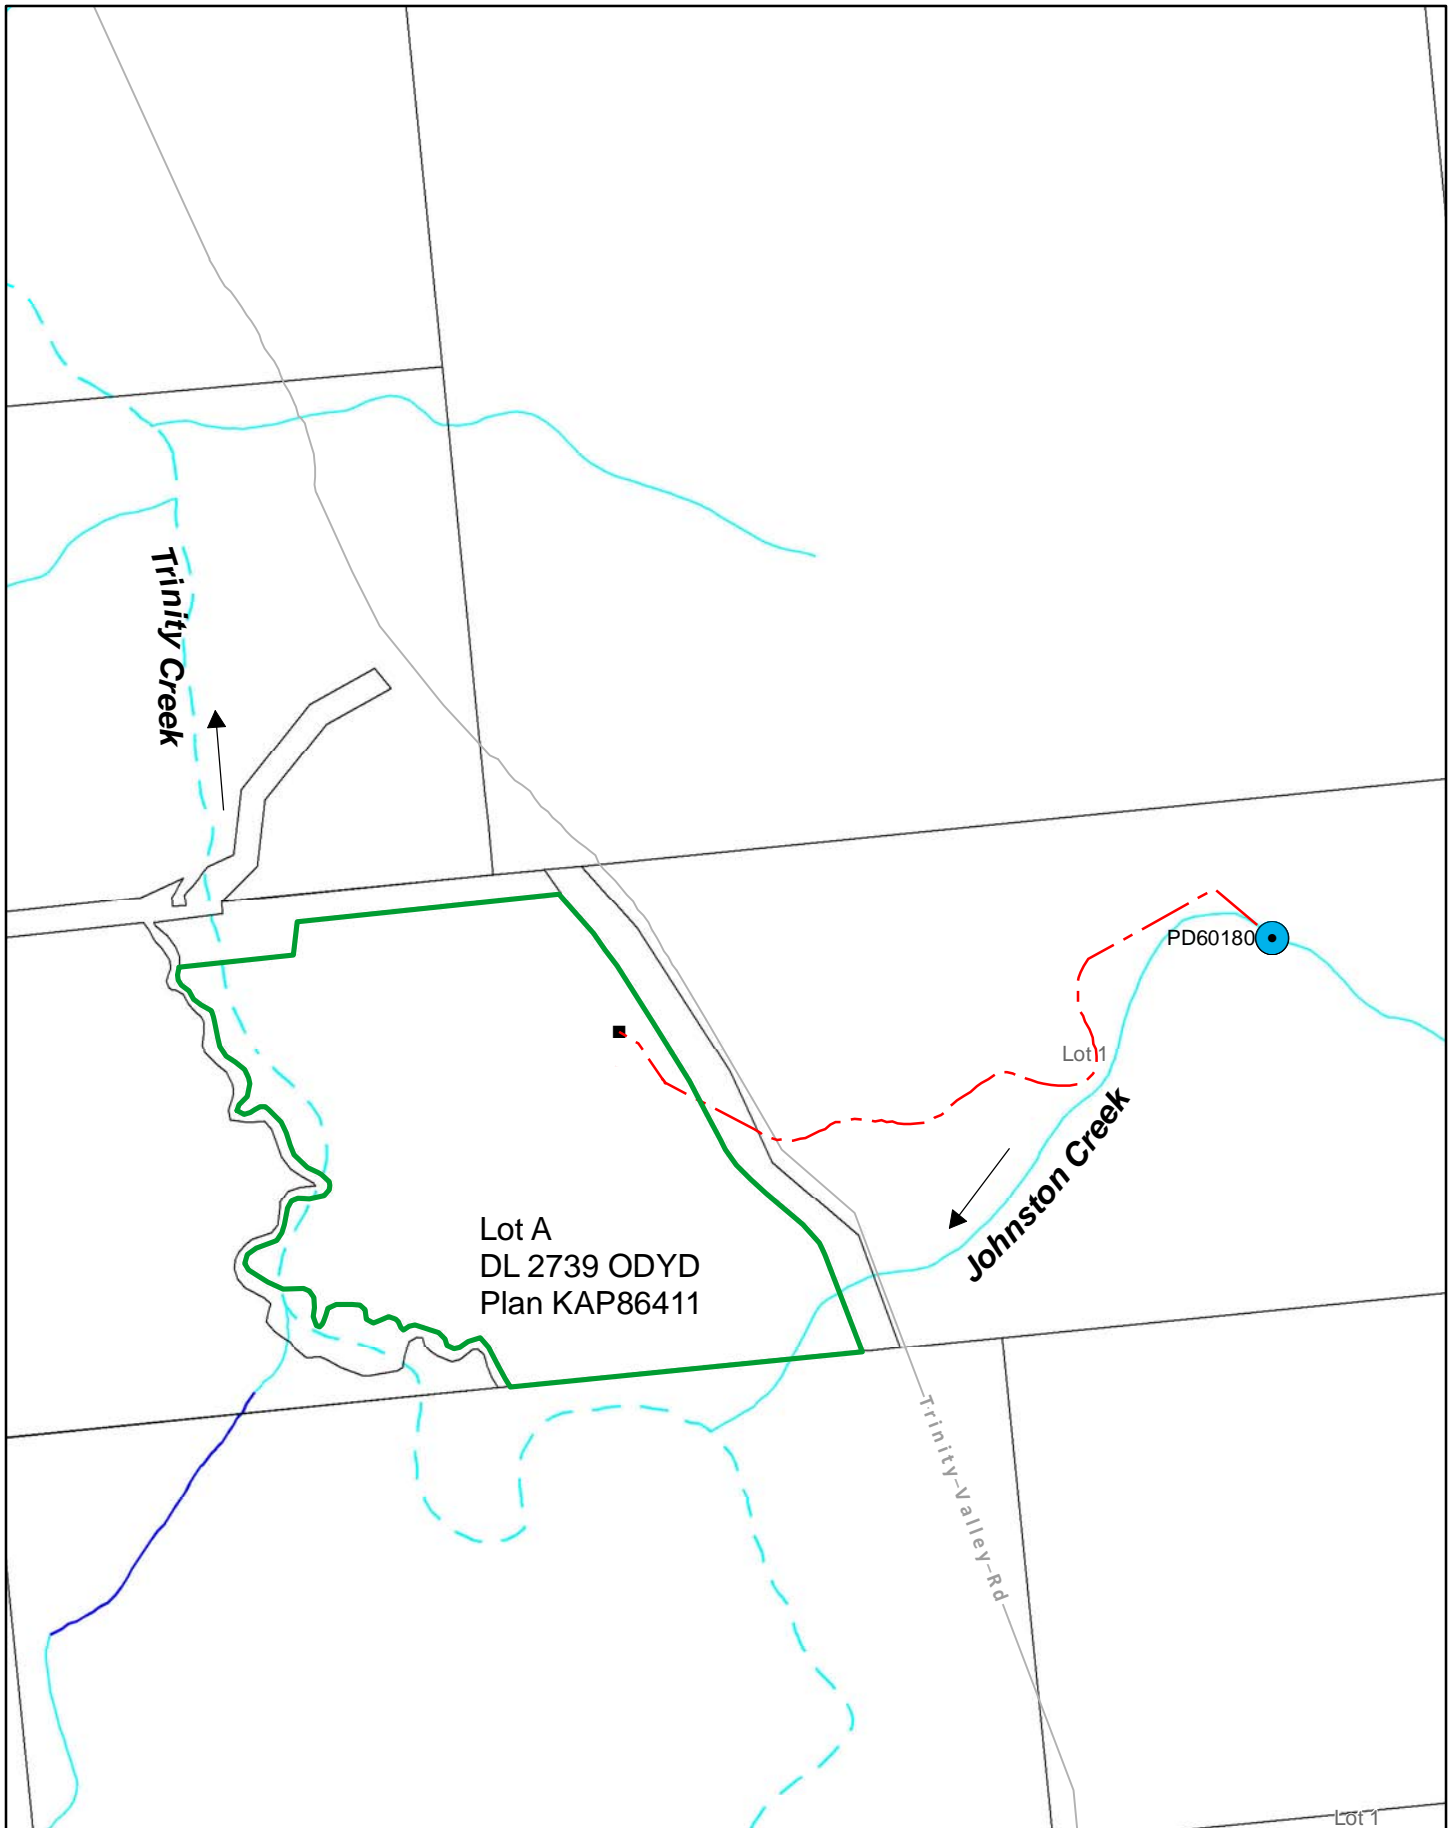 Trinity Creek
PD60180
Lot 1
Johnston Creek
Lot A
DL 2739 ODYD
Plan KAP86411
Trinity-Valley-Rd
Lot 1